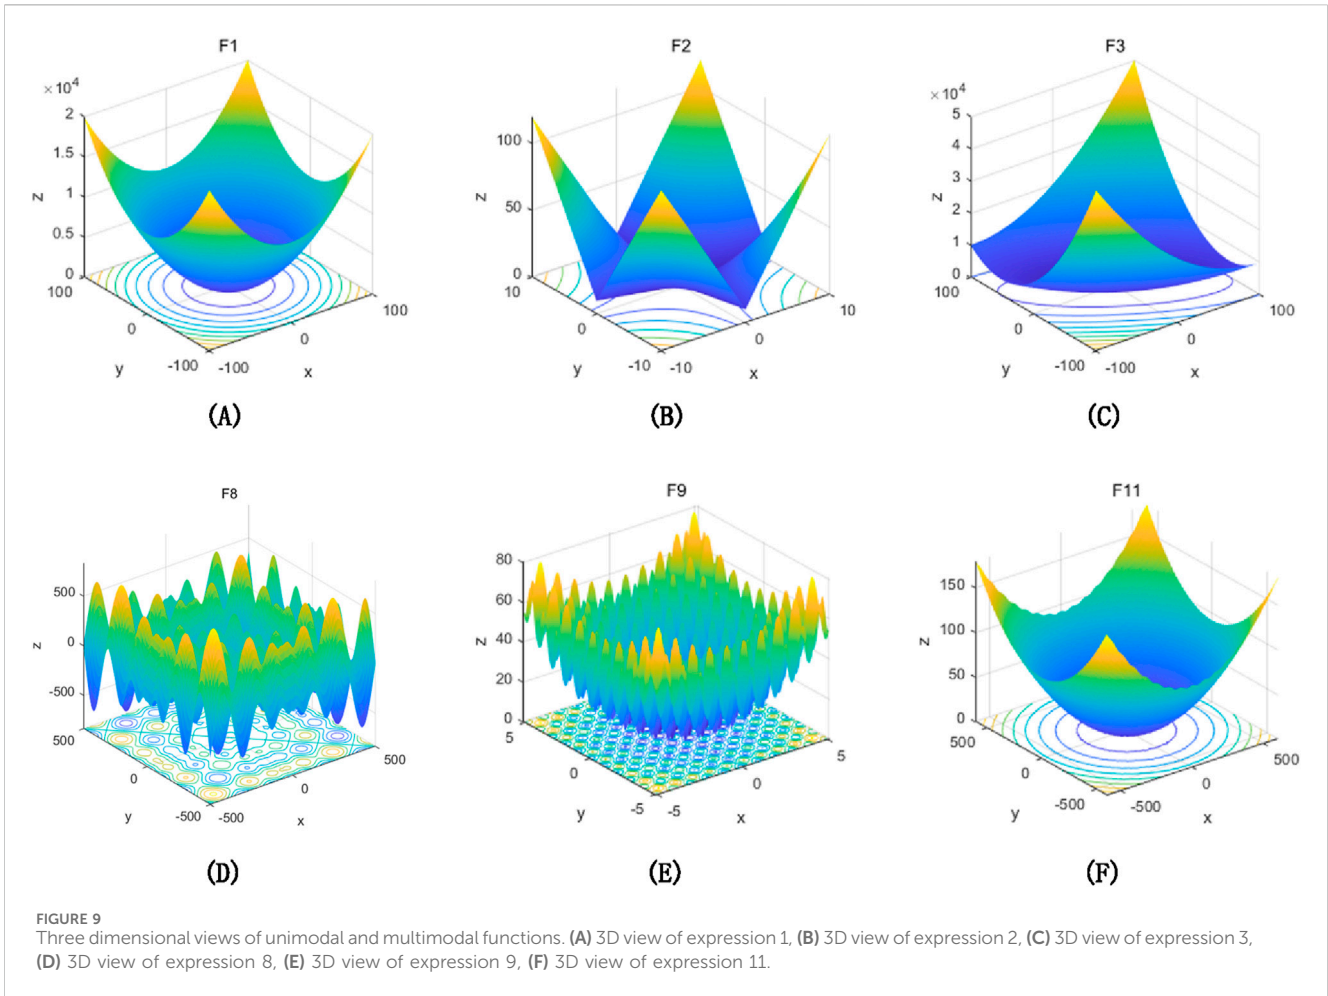 F1
×10⁴
2
1.5
1
0.5
0
z
100
0
-100
y
-100
0
100
x
(A)
F2
100
50
0
z
10
0
-10
y
-10
0
10
x
(B)
F3
×10⁴
5
4
3
2
1
0
z
100
0
-100
y
-100
0
100
x
(C)
F8
500
0
-500
z
500
0
-500
y
-500
0
500
x
(D)
F9
80
60
40
20
0
z
5
0
-5
y
-5
0
5
x
(E)
F11
150
100
50
0
z
500
0
-500
y
-500
0
500
x
(F)
FIGURE 9
Three dimensional views of unimodal and multimodal functions. (A) 3D view of expression 1, (B) 3D view of expression 2, (C) 3D view of expression 3,
(D) 3D view of expression 8, (E) 3D view of expression 9, (F) 3D view of expression 11.